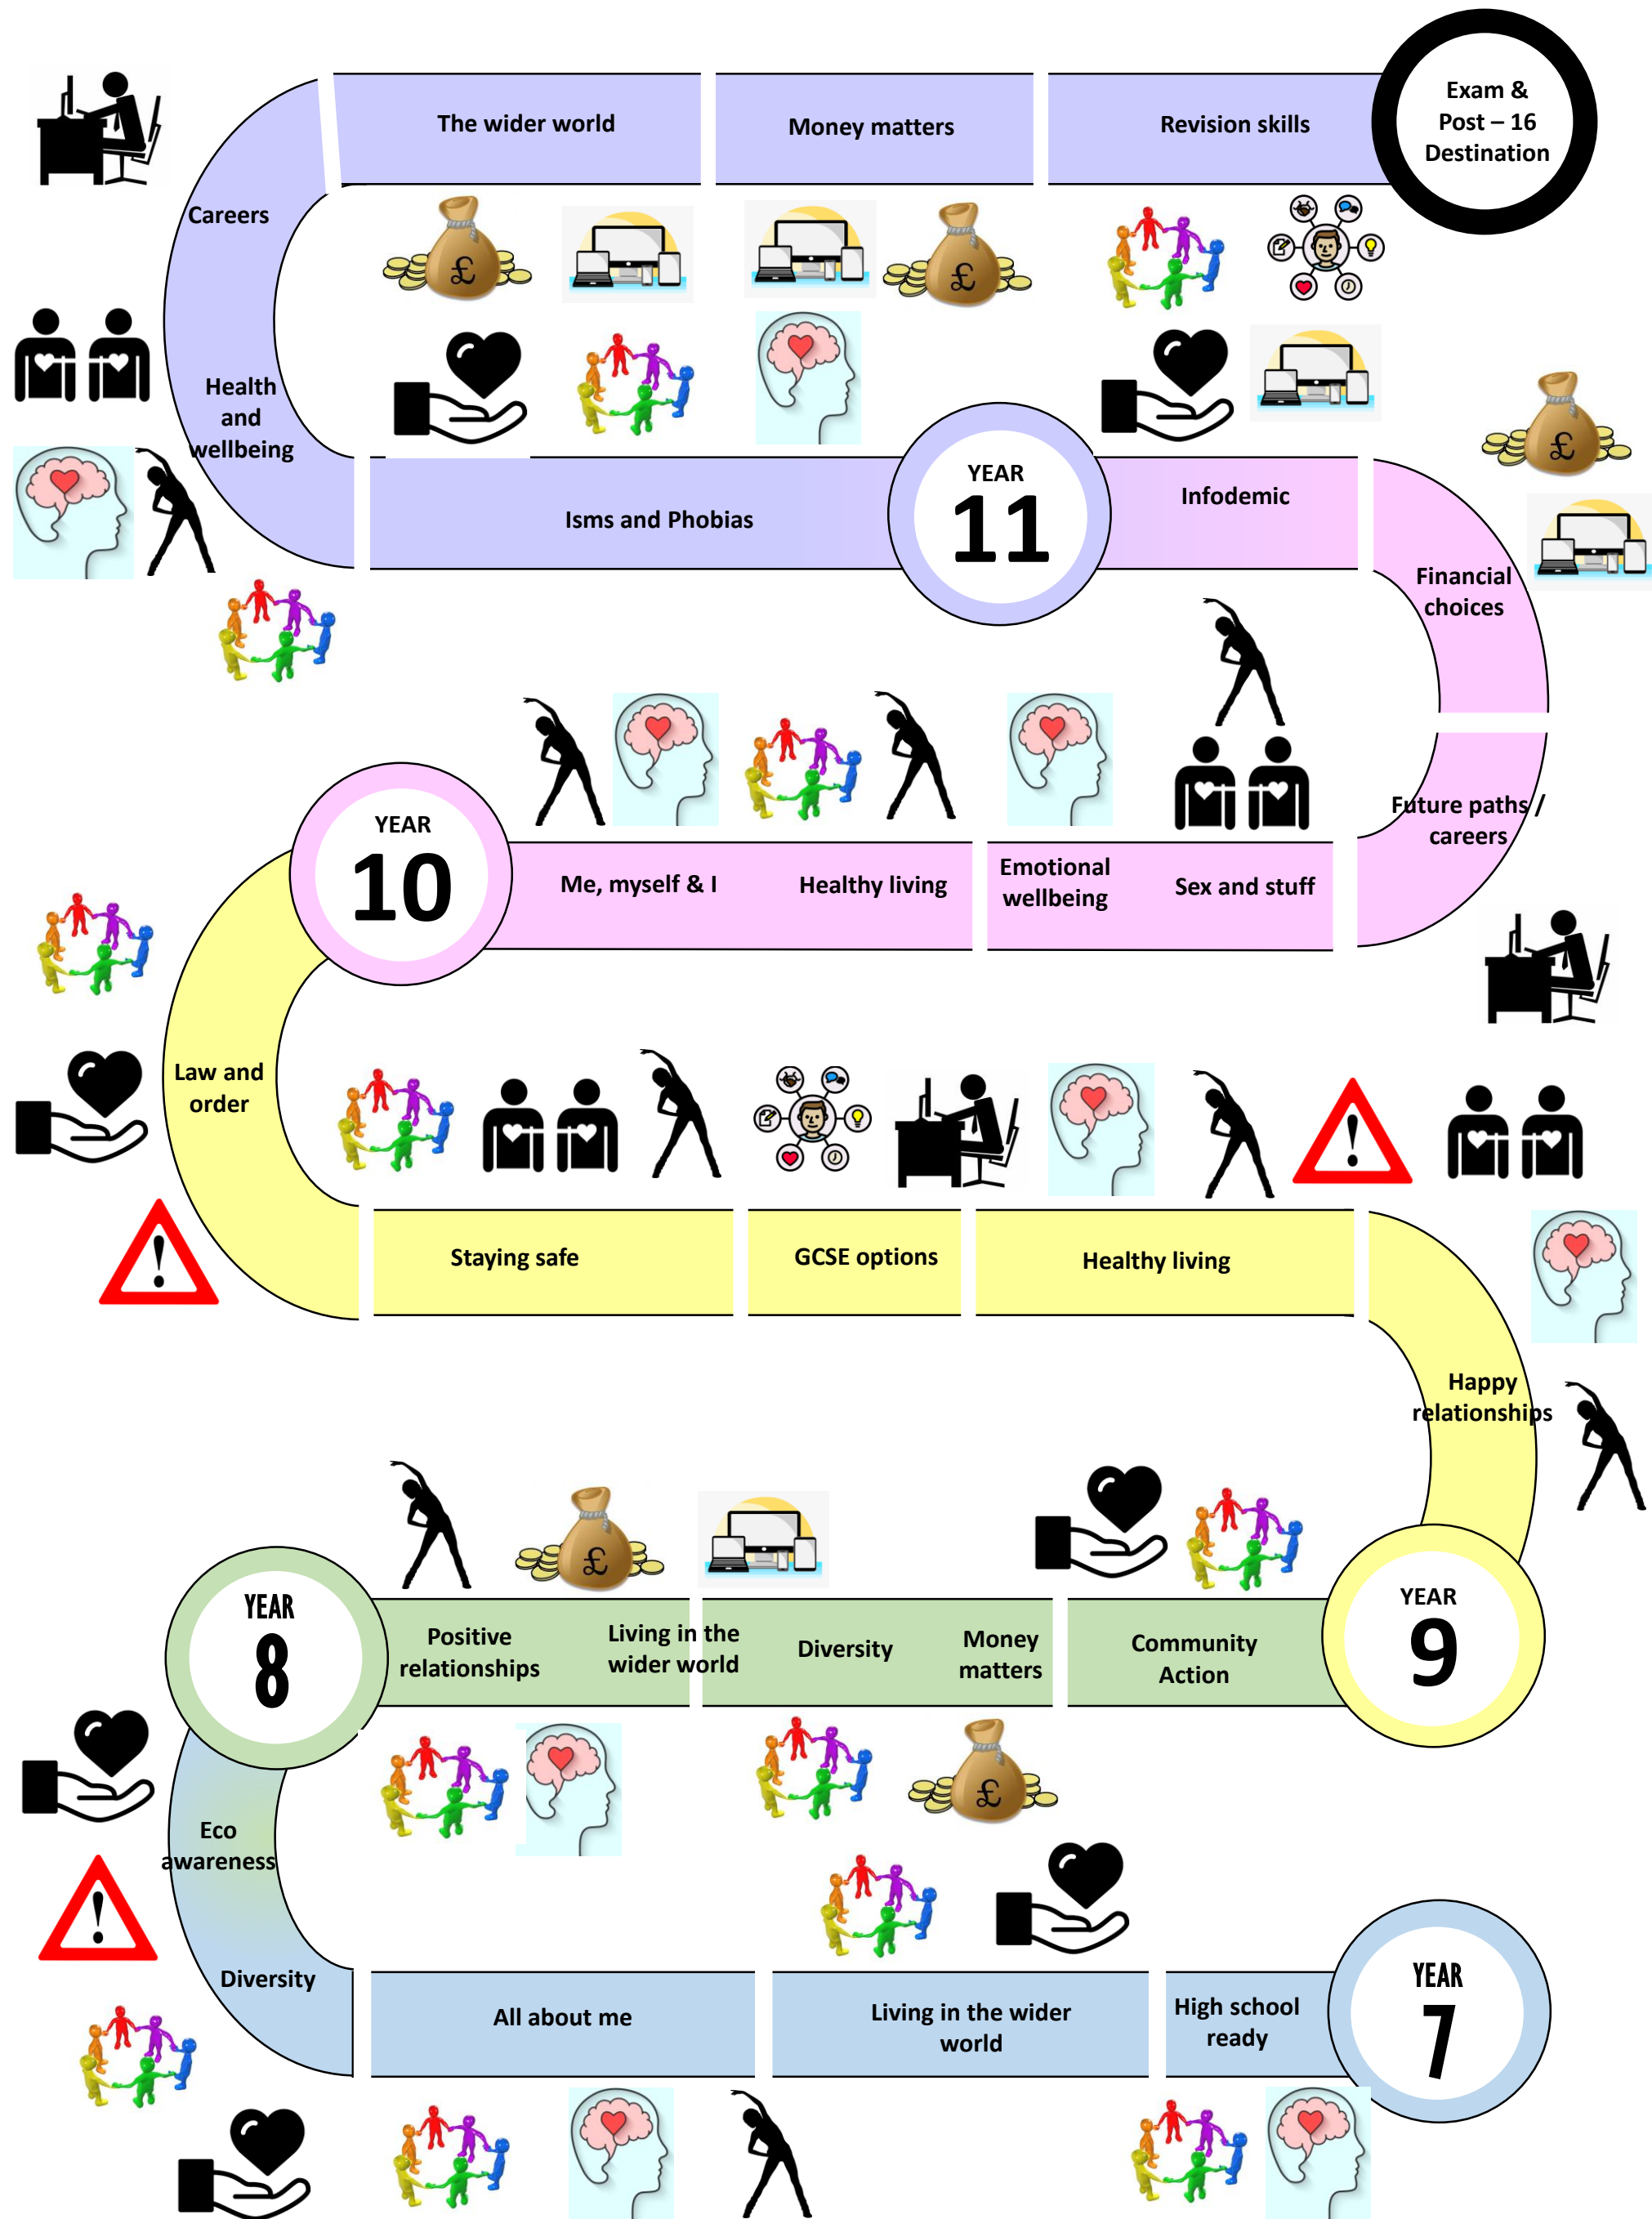 Exam &
Post – 16
Destination
The wider world
Money matters
Revision skills
Careers
Health
and
wellbeing
£
£
£
Isms and Phobias
YEAR
11
Infodemic
Financial
choices
YEAR
10
Me, myself & I
Healthy living
Emotional
wellbeing
Sex and stuff
Future paths /
careers
Law and
order
!
!
Staying safe
GCSE options
Healthy living
Happy
relationships
£
YEAR
8
Positive
relationships
Living in the
wider world
Diversity
Money
matters
Community
Action
YEAR
9
£
Eco
awareness
!
Diversity
All about me
Living in the wider
world
High school
ready
YEAR
7